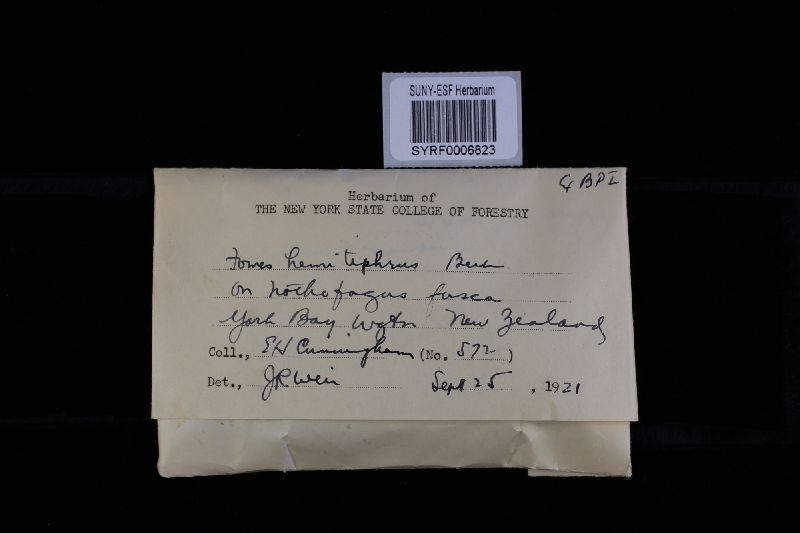 SUNY-ESF Herbarium
SYRF0006823
BPI
Herbarium of
THE NEW YORK STATE COLLEGE OF FORESTRY
Fomes hemitephrus Berk
On Nothofagus fusca
York Bay Wgtn New Zealand
Coll., EH Cunningham (No. 572)
Det., JR Weir Sept 25, 1921